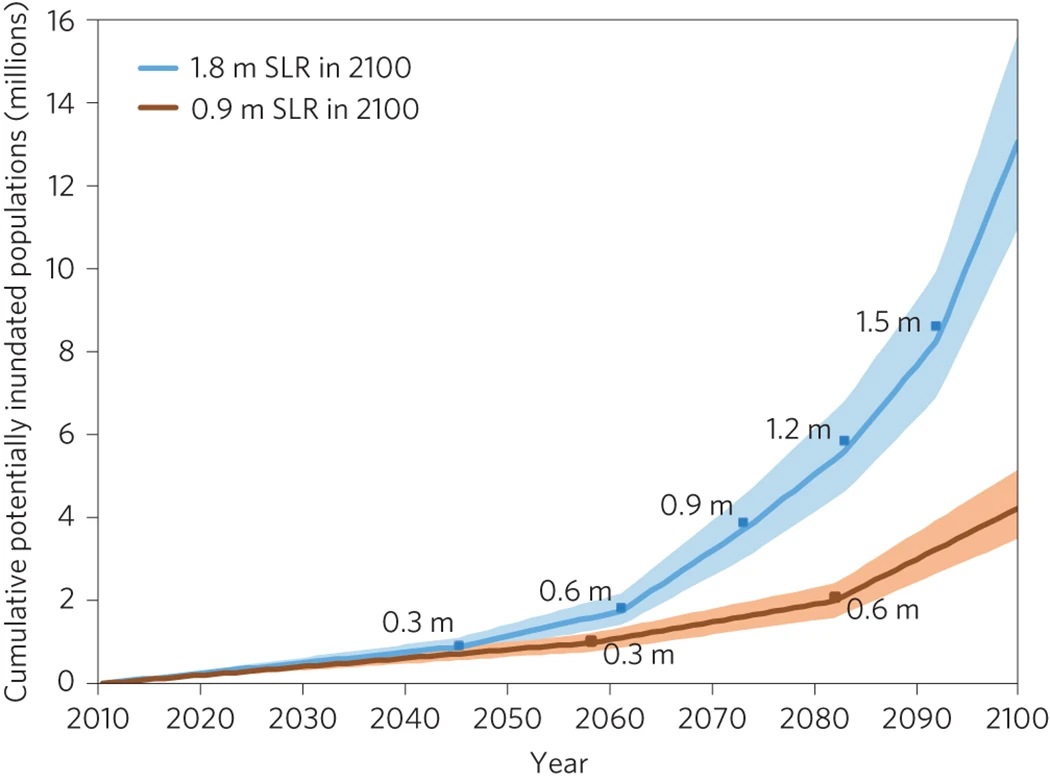 Cumulative potentially inundated populations (millions)
16
14
12
10
8
6
4
2
0
1.8 m SLR in 2100
0.9 m SLR in 2100
1.5 m
1.2 m
0.9 m
0.6 m
0.3 m
0.6 m
0.3 m
2010 2020 2030 2040 2050 2060 2070 2080 2090 2100
Year